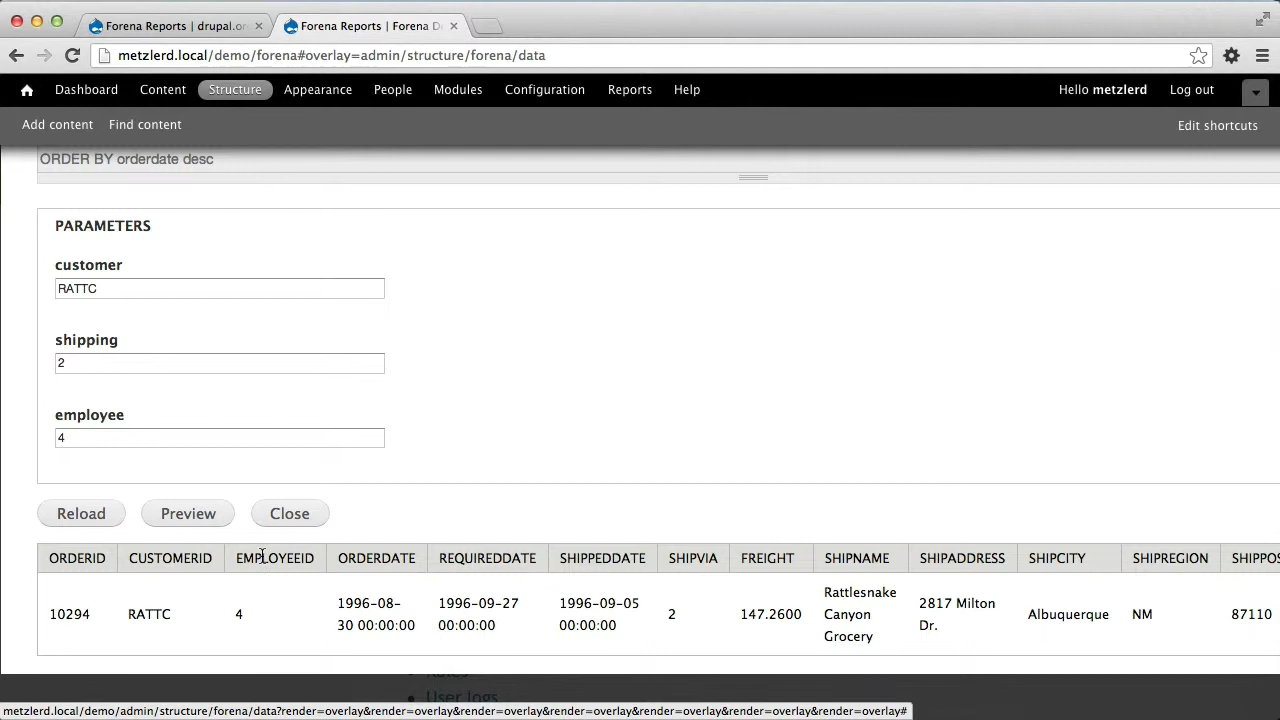 Forena Reports | drupal.or
Forena Reports | Forena D
metzlerd.local/demo/forena#overlay=admin/structure/forena/data
Dashboard Content Structure Appearance People Modules Configuration Reports Help Hello metzlerd Log out
Add content Find content Edit shortcuts
ORDER BY orderdate desc
PARAMETERS
customer
RATTC
shipping
2
employee
4
Reload Preview Close
ORDERID CUSTOMERID EMPLOYEEID ORDERDATE REQUIREDDATE SHIPPEDDATE SHIPVIA FREIGHT SHIPNAME SHIPADDRESS SHIPCITY SHIPREGION SHIPPOS
10294 RATTC 4 1996-08-30 00:00:00 1996-09-27 00:00:00 1996-09-05 00:00:00 2 147.2600 Rattlesnake Canyon Grocery 2817 Milton Dr. Albuquerque NM 87110
User logs
metzlerd.local/demo/admin/structure/forena/data?render=overlay&render=overlay&render=overlay&render=overlay&render=overlay&render=overlay&render=overlay#